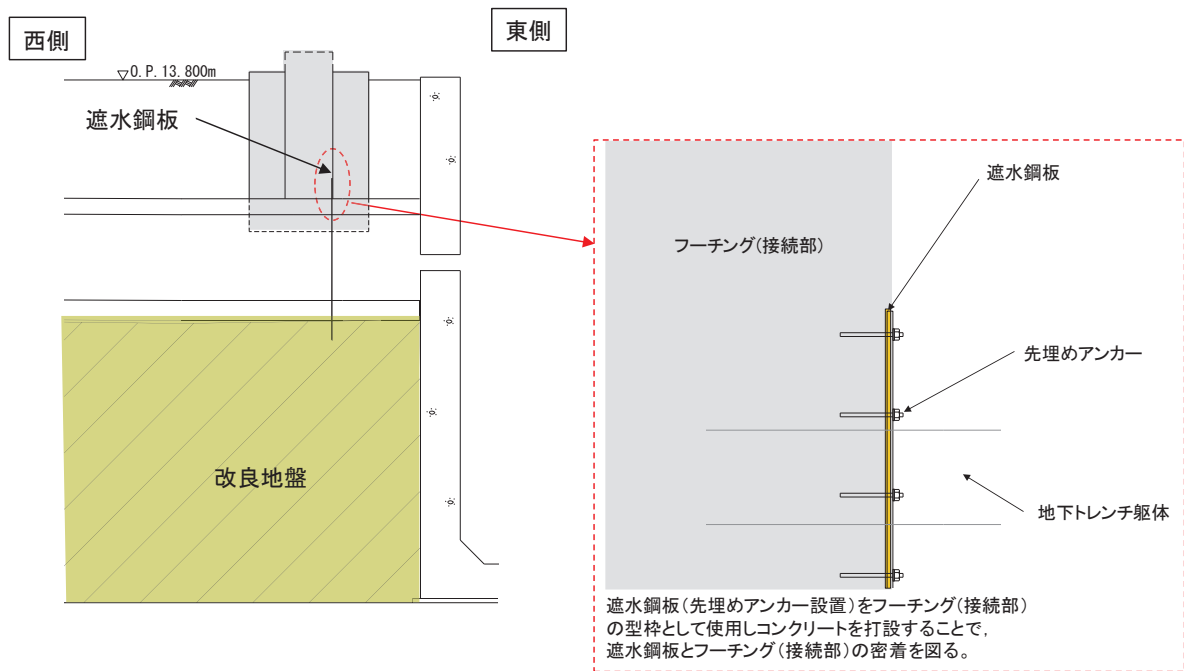 西側
東側
▽O.P.13.800m
遮水鋼板
改良地盤
遮水鋼板
フーチング(接続部)
先埋めアンカー
地下トレンチ躯体
遮水鋼板(先埋めアンカー設置)をフーチング(接続部)
の型枠として使用しコンクリートを打設することで,
遮水鋼板とフーチング(接続部)の密着を図る。